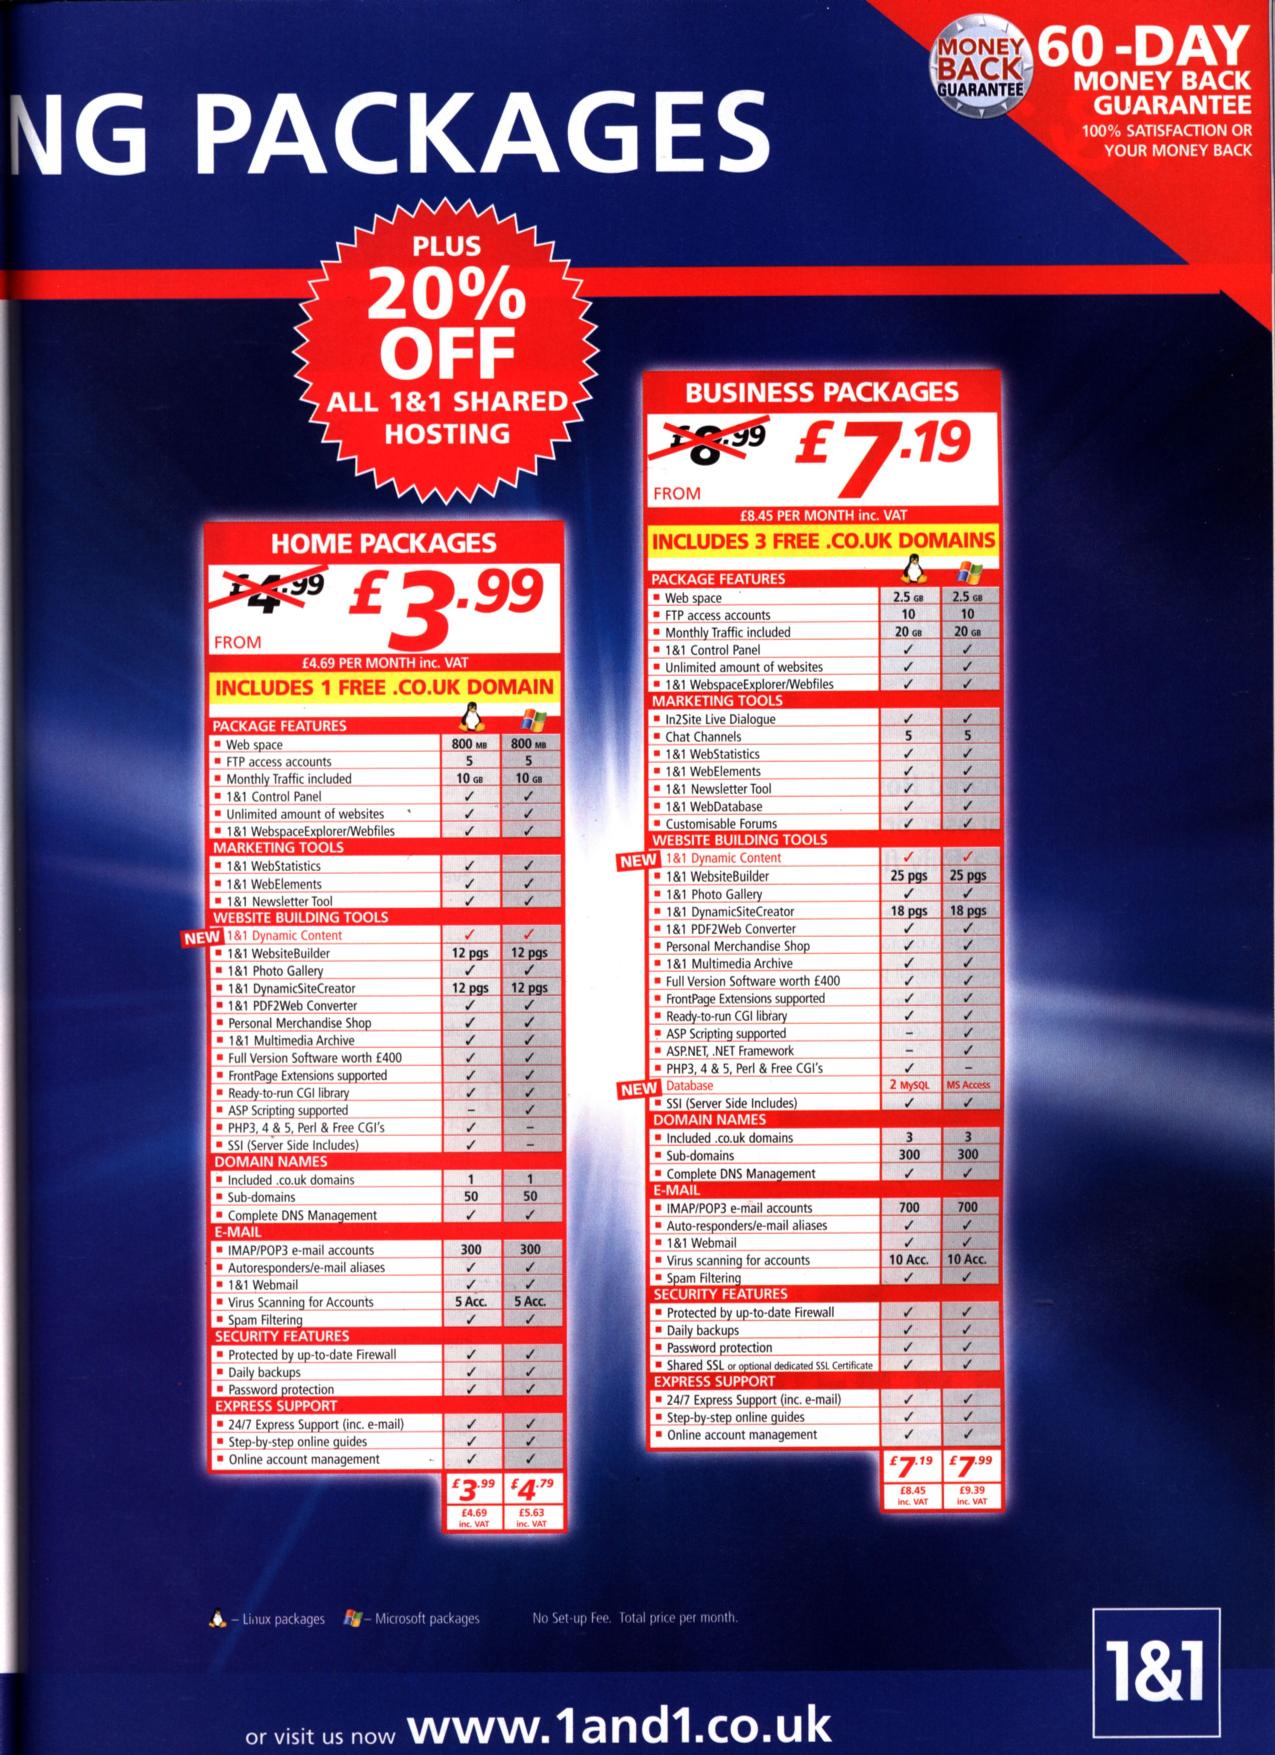 MONEY
BACK
GUARANTEE
60 -DAY
MONEY BACK
GUARANTEE
100% SATISFACTION OR
YOUR MONEY BACK
NG PACKAGES
PLUS
20%
OFF
ALL 1&1 SHARED
HOSTING
HOME PACKAGES
£4.99 £3.99
FROM
£4.69 PER MONTH inc. VAT
INCLUDES 1 FREE .CO.UK DOMAIN
PACKAGE FEATURES
Web space 800 MB 800 MB
FTP access accounts 5 5
Monthly Traffic included 10 GB 10 GB
1&1 Control Panel ✓ ✓
Unlimited amount of websites ✓ ✓
1&1 WebspaceExplorer/Webfiles ✓ ✓
MARKETING TOOLS
1&1 WebStatistics ✓ ✓
1&1 WebElements ✓ ✓
1&1 Newsletter Tool ✓ ✓
WEBSITE BUILDING TOOLS
NEW 1&1 Dynamic Content ✓ ✓
1&1 WebsiteBuilder 12 pgs 12 pgs
1&1 Photo Gallery ✓ ✓
1&1 DynamicSiteCreator 12 pgs 12 pgs
1&1 PDF2Web Converter ✓ ✓
Personal Merchandise Shop ✓ ✓
1&1 Multimedia Archive ✓ ✓
Full Version Software worth £400 ✓ ✓
FrontPage Extensions supported ✓ ✓
Ready-to-run CGI library ✓ ✓
ASP Scripting supported – ✓
PHP3, 4 & 5, Perl & Free CGI's ✓ –
SSI (Server Side Includes) ✓ –
DOMAIN NAMES
Included .co.uk domains 1 1
Sub-domains 50 50
Complete DNS Management ✓ ✓
E-MAIL
IMAP/POP3 e-mail accounts 300 300
Autoresponders/e-mail aliases ✓ ✓
1&1 Webmail ✓ ✓
Virus Scanning for Accounts 5 Acc. 5 Acc.
Spam Filtering ✓ ✓
SECURITY FEATURES
Protected by up-to-date Firewall ✓ ✓
Daily backups ✓ ✓
Password protection ✓ ✓
EXPRESS SUPPORT
24/7 Express Support (inc. e-mail) ✓ ✓
Step-by-step online guides ✓ ✓
Online account management ✓ ✓
£3.99 £4.79
£4.69 £5.63
inc. VAT inc. VAT
BUSINESS PACKAGES
£8.99 £7.19
FROM
£8.45 PER MONTH inc. VAT
INCLUDES 3 FREE .CO.UK DOMAINS
PACKAGE FEATURES
Web space 2.5 GB 2.5 GB
FTP access accounts 10 10
Monthly Traffic included 20 GB 20 GB
1&1 Control Panel ✓ ✓
Unlimited amount of websites ✓ ✓
1&1 WebspaceExplorer/Webfiles ✓ ✓
MARKETING TOOLS
In2Site Live Dialogue ✓ ✓
Chat Channels 5 5
1&1 WebStatistics ✓ ✓
1&1 WebElements ✓ ✓
1&1 Newsletter Tool ✓ ✓
1&1 WebDatabase ✓ ✓
Customisable Forums ✓ ✓
WEBSITE BUILDING TOOLS
NEW 1&1 Dynamic Content ✓ ✓
1&1 WebsiteBuilder 25 pgs 25 pgs
1&1 Photo Gallery ✓ ✓
1&1 DynamicSiteCreator 18 pgs 18 pgs
1&1 PDF2Web Converter ✓ ✓
Personal Merchandise Shop ✓ ✓
1&1 Multimedia Archive ✓ ✓
Full Version Software worth £400 ✓ ✓
FrontPage Extensions supported ✓ ✓
Ready-to-run CGI library ✓ ✓
ASP Scripting supported – ✓
ASP.NET, .NET Framework – ✓
PHP3, 4 & 5, Perl & Free CGI's ✓ –
NEW Database 2 MySQL MS Access
SSI (Server Side Includes) ✓ ✓
DOMAIN NAMES
Included .co.uk domains 3 3
Sub-domains 300 300
Complete DNS Management ✓ ✓
E-MAIL
IMAP/POP3 e-mail accounts 700 700
Auto-responders/e-mail aliases ✓ ✓
1&1 Webmail ✓ ✓
Virus scanning for accounts 10 Acc. 10 Acc.
Spam Filtering ✓ ✓
SECURITY FEATURES
Protected by up-to-date Firewall ✓ ✓
Daily backups ✓ ✓
Password protection ✓ ✓
Shared SSL or optional dedicated SSL Certificate ✓ ✓
EXPRESS SUPPORT
24/7 Express Support (inc. e-mail) ✓ ✓
Step-by-step online guides ✓ ✓
Online account management ✓ ✓
£7.19 £7.99
£8.45 £9.39
inc. VAT inc. VAT
– Linux packages – Microsoft packages No Set-up Fee. Total price per month.
1&1
or visit us now www.1and1.co.uk